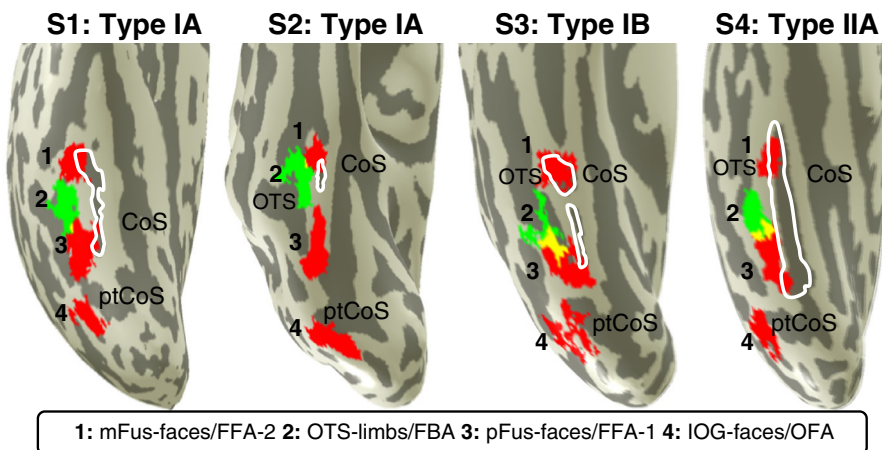 S1: Type IA S2: Type IA S3: Type IB S4: Type IIA
1 2 3 4 CoS ptCoS
1 2 3 4 CoS OTS ptCoS
1 2 3 4 OTS CoS ptCoS
1 2 3 4 OTS CoS ptCoS
1: mFus-faces/FFA-2 2: OTS-limbs/FBA 3: pFus-faces/FFA-1 4: IOG-faces/OFA